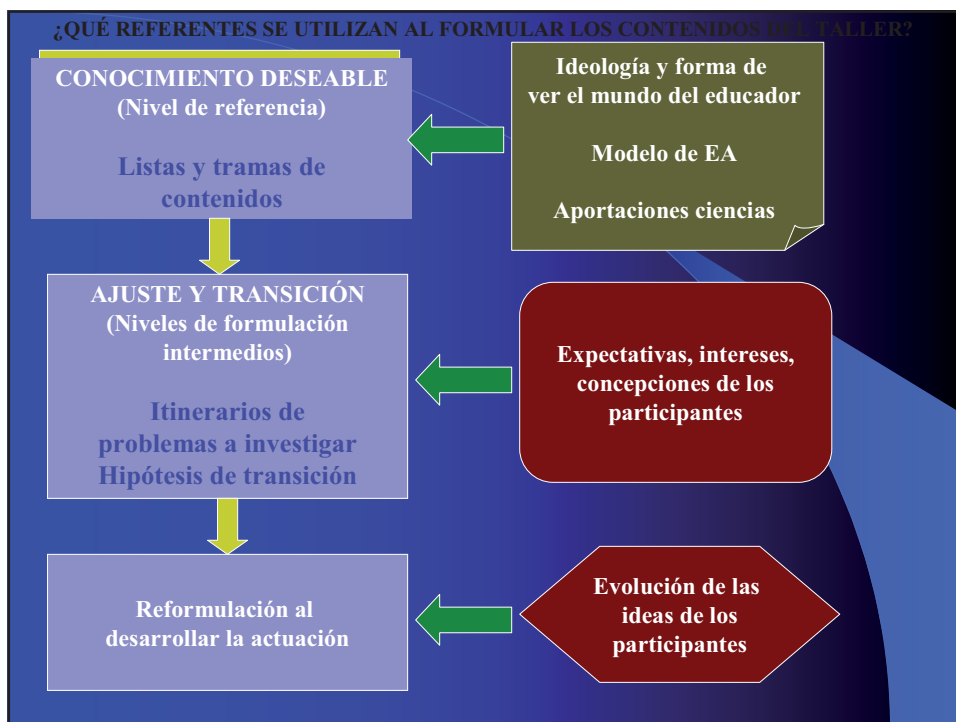 ¿QUÉ REFERENTES SE UTILIZAN AL FORMULAR LOS CONTENIDOS DEL TALLER?
CONOCIMIENTO DESEABLE
(Nivel de referencia)
Listas y tramas de
contenidos
Ideología y forma de
ver el mundo del educador
Modelo de EA
Aportaciones ciencias
AJUSTE Y TRANSICIÓN
(Niveles de formulación
intermedios)
Itinerarios de
problemas a investigar
Hipótesis de transición
Expectativas, intereses,
concepciones de los
participantes
Reformulación al
desarrollar la actuación
Evolución de las
ideas de los
participantes